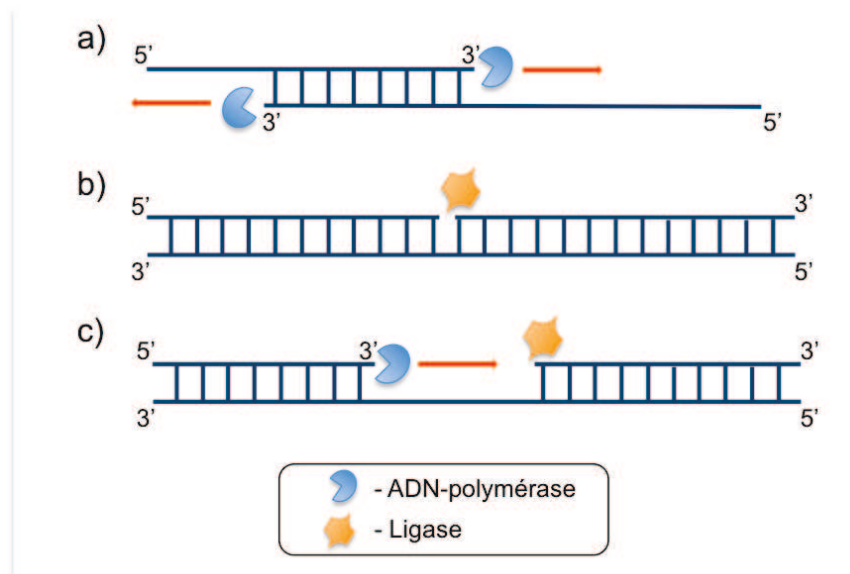 a)
5’ 3’
3’ 5’
b)
5’ 3’
3’ 5’
c)
5’ 3’ 3’
3’ 5’
- ADN-polymérase
- Ligase